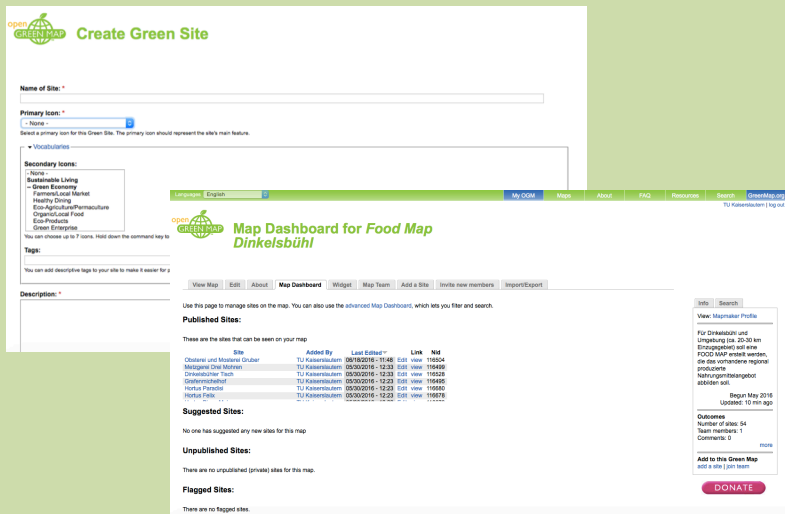 open
GREEN MAP
Create Green Site
Name of Site: *
Primary Icon: *
- None -
Select a primary icon for this Green Site. The primary icon should represent the site's main feature.
Vocabularies
Secondary Icons:
- None -
Sustainable Living
-- Green Economy
Farmers/Local Market
Healthy Dining
Eco-Agriculture/Permaculture
Organic/Local Food
Eco-Products
Green Enterprise
You can choose up to 7 icons. Hold down the command key to
Tags:
You can add descriptive tags to your site to make it easier for p
Description: *
Languages English
My OGM Maps About FAQ Resources Search GreenMap.org
TU Kaiserslautern | log out
open
GREEN MAP
Map Dashboard for Food Map
Dinkelsbühl
View Map Edit About Map Dashboard Widget Map Team Add a Site Invite new members Import/Export
Use this page to manage sites on the map. You can also use the advanced Map Dashboard, which lets you filter and search.
Published Sites:
These are the sites that can be seen on your map
Site Added By Last Edited Link Nid
Obsterei und Mosterei Gruber TU Kaiserslautern 06/18/2016 - 11:46 Edit view 116504
Metzgerei Drei Mohren TU Kaiserslautern 05/30/2016 - 12:33 Edit view 116499
Dinkelsbühler Tisch TU Kaiserslautern 05/30/2016 - 12:33 Edit view 116528
Grafenmichelhof TU Kaiserslautern 05/30/2016 - 12:23 Edit view 116495
Hortus Paradisi TU Kaiserslautern 05/30/2016 - 12:23 Edit view 116680
Hortus Felix TU Kaiserslautern 05/30/2016 - 12:23 Edit view 116678
Suggested Sites:
No one has suggested any new sites for this map
Unpublished Sites:
There are no unpublished (private) sites for this map.
Flagged Sites:
There are no flagged sites.
Info Search
View: Mapmaker Profile
Für Dinkelsbühl und
Umgebung (ca. 20-30 km
Einzugsgebiet) soll eine
FOOD MAP erstellt werden,
die das vorhandene regional
produzierte
Nahrungsmittelangebot
abbilden soll.
Begun May 2016
Updated: 10 min ago
Outcomes
Number of sites: 54
Team members: 1
Comments: 0
more
Add to this Green Map
add a site | join team
DONATE